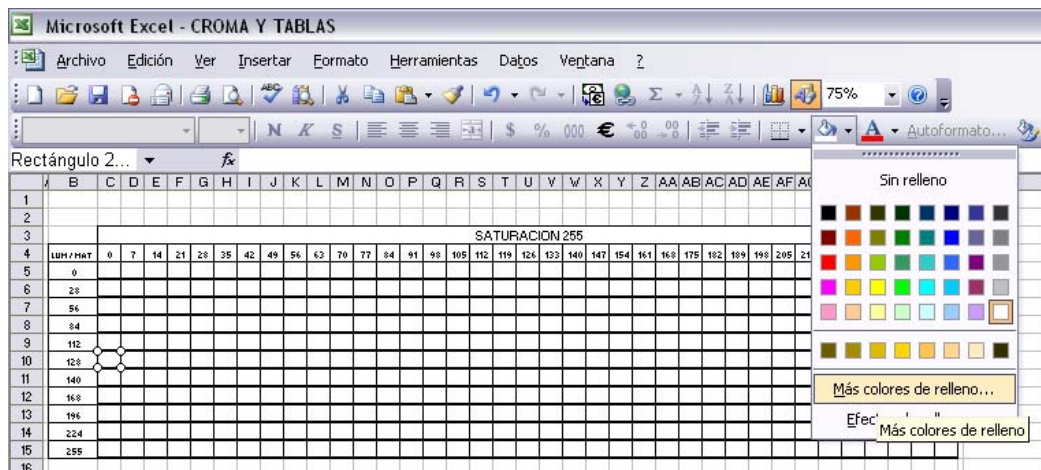 Microsoft Excel - CROMA Y TABLAS
Archivo Edición Ver Insertar Formato Herramientas Datos Ventana ?
75%
N K S $ % 000 € Autoformato...
Rectángulo 2... fx
B C D E F G H I J K L M N O P Q R S T U V W X Y Z AA AB AC AD AE AF
Sin relleno
1
2
3 SATURACION 255
4 LUM/MAT 0 7 14 21 28 35 42 49 56 63 70 77 84 91 98 105 112 119 126 133 140 147 154 161 168 175 182 189 198 205 21
5 0
6 28
7 56
8 84
9 112
10 128
11 140
12 168
13 196
14 224
15 255
16
Más colores de relleno...
Más colores de relleno